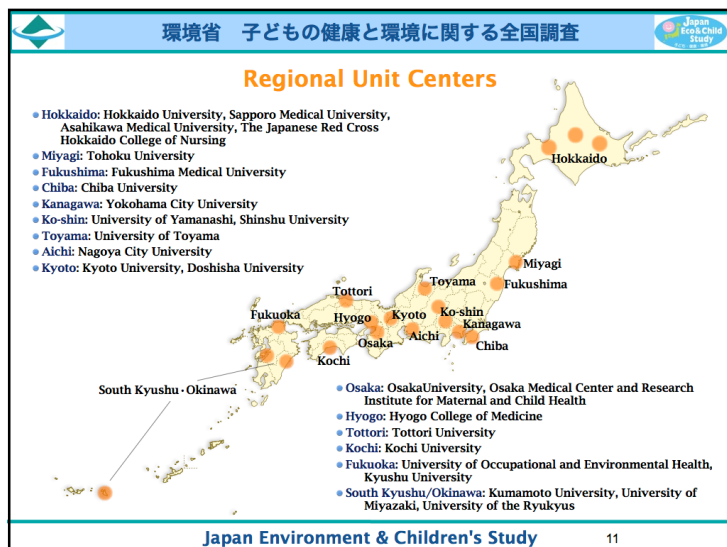 環境省 子どもの健康と環境に関する全国調査
Japan
Eco&Child
Study
Regional Unit Centers
Hokkaido: Hokkaido University, Sapporo Medical University,
Asahikawa Medical University, The Japanese Red Cross
Hokkaido College of Nursing
Miyagi: Tohoku University
Fukushima: Fukushima Medical University
Chiba: Chiba University
Kanagawa: Yokohama City University
Ko-shin: University of Yamanashi, Shinshu University
Toyama: University of Toyama
Aichi: Nagoya City University
Kyoto: Kyoto University, Doshisha University
Hokkaido
Miyagi
Fukushima
Toyama
Tottori
Ko-shin
Fukuoka
Hyogo
Kyoto
Kanagawa
Aichi
Osaka
Chiba
Kochi
South Kyushu・Okinawa
Osaka: OsakaUniversity, Osaka Medical Center and Research
Institute for Maternal and Child Health
Hyogo: Hyogo College of Medicine
Tottori: Tottori University
Kochi: Kochi University
Fukuoka: University of Occupational and Environmental Health,
Kyushu University
South Kyushu/Okinawa: Kumamoto University, University of
Miyazaki, University of the Ryukyus
Japan Environment & Children's Study
11